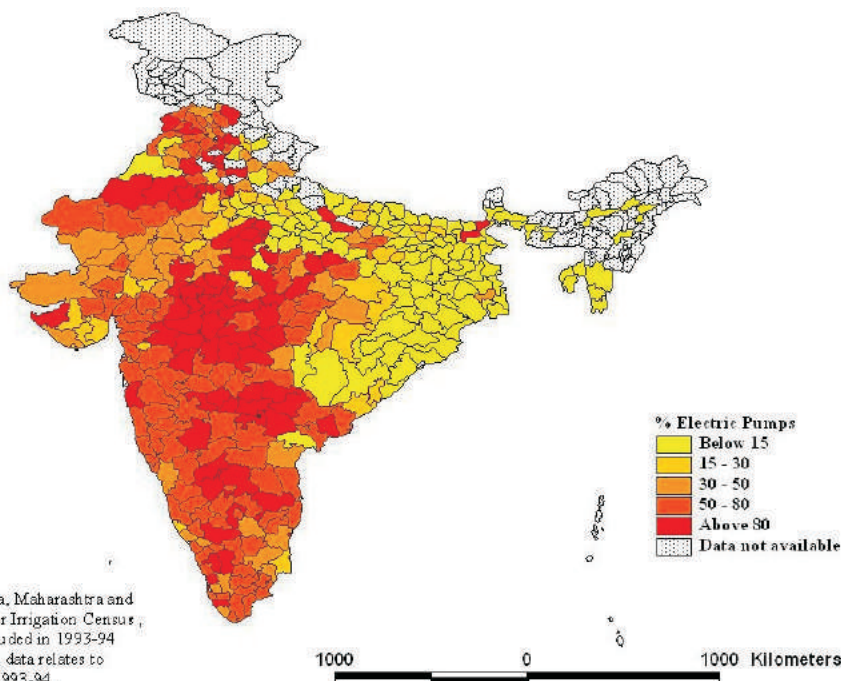 % Electric Pumps
Below 15
15 - 30
30 - 50
50 - 80
Above 80
Data not available
a, Maharashtra and
r Irrigation Census ,
uded in 1993-94
data relates to
1993-94
1000 0 1000 Kilometers